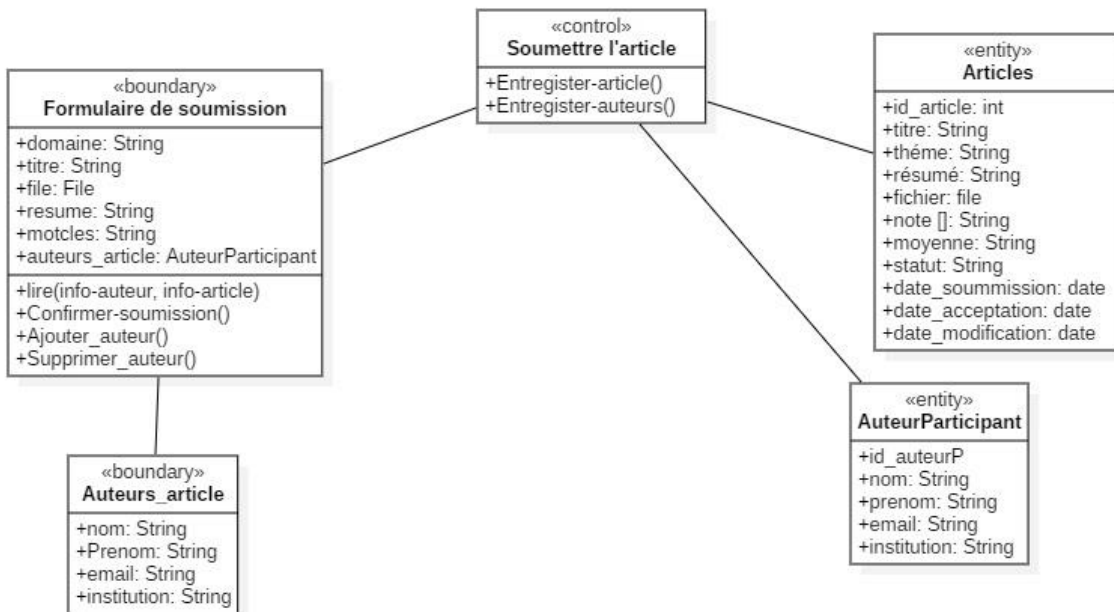 «control»
Soumettre l'article
+Entregister-article()
+Entregister-auteurs()
«boundary»
Formulaire de soumission
+domaine: String
+titre: String
+file: File
+resume: String
+motcles: String
+auteurs_article: AuteurParticipant
+lire(info-auteur, info-article)
+Confirmer-soumission()
+Ajouter_auteur()
+Supprimer_auteur()
«entity»
Articles
+id_article: int
+titre: String
+théme: String
+résumé: String
+fichier: file
+note []: String
+moyenne: String
+statut: String
+date_soummission: date
+date_acceptation: date
+date_modification: date
«boundary»
Auteurs_article
+nom: String
+Prenom: String
+email: String
+institution: String
«entity»
AuteurParticipant
+id_auteurP
+nom: String
+prenom: String
+email: String
+institution: String